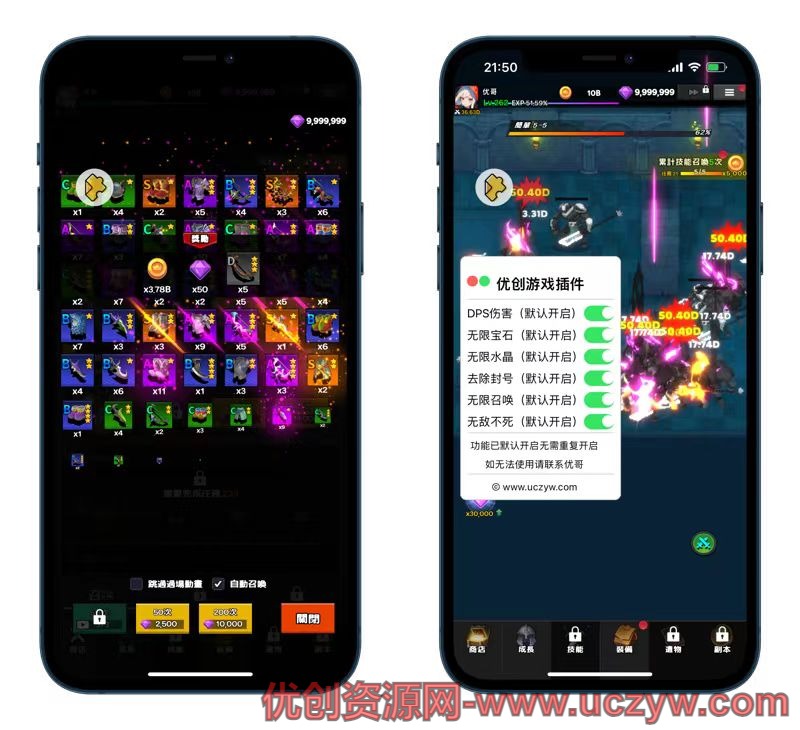 9,999,999
C
x1
x4
S
x2
A
x5
B
x4
S
x3
B
x6
A
B
C
A
獎勵
C
A
A
D
x3.78B
x50
x5
x2
x7
x2
x2
x5
x2
x2
B
x7
B
x3
S
x3
A
x9
B
x5
S
x1
B
x7
B
x4
B
x6
A
x11
B
x1
B
x3
A
x3
S
x2
B
x1
C
x4
C
x2
C
x3
C
x4
x9
x2
跳過過場動畫
自動召喚
50次
2,500
200次
10,000
關閉
21:50
优哥
10B
9,999,999
Lv.262 EXP 51.59%
36.63D
簡單 5-5
62%
累計技能召喚5次
5/5
x5,000
50.40D
3.31D
50.40D
17.74D
50.40D
17.74D
50.40D
17.74D
优创游戏插件
DPS伤害（默认开启）
无限宝石（默认开启）
无限水晶（默认开启）
去除封号（默认开启）
无限召唤（默认开启）
无敌不死（默认开启）
功能已默认开启无需重复开启
如无法使用请联系优哥
© www.uczyw.com
x30,000
商店
成長
技能
裝備
遺物
副本
优创资源网-www.uczyw.com